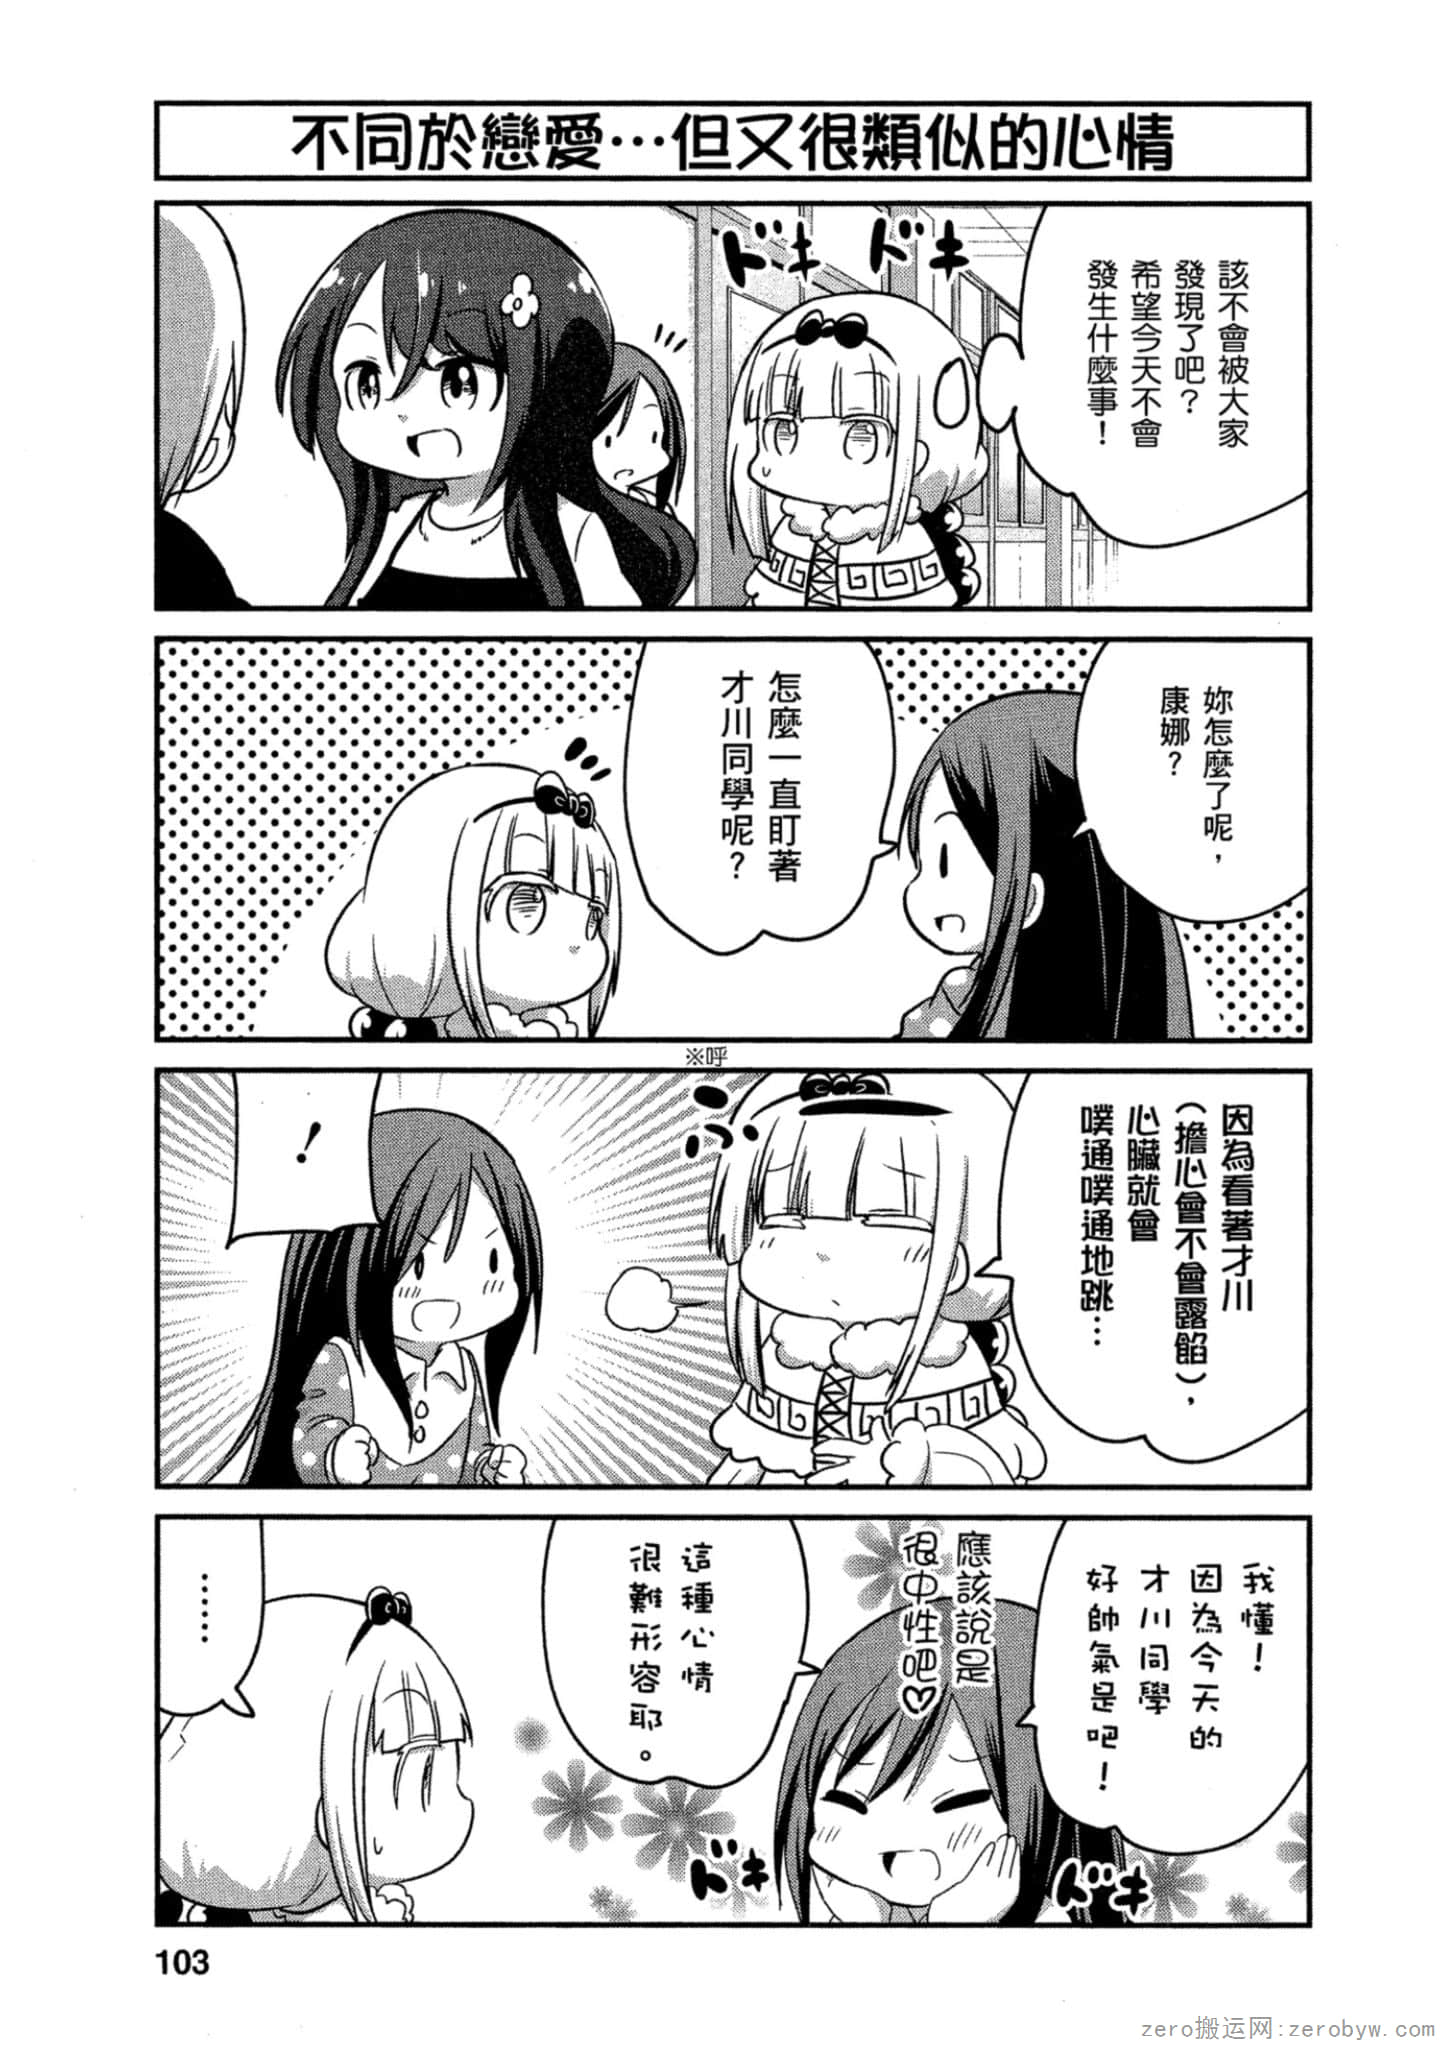 不同於戀愛…但又很類似的心情
ドキ
ドキ
該不會被大家
發現了吧？
希望今天不會
發生什麼事！
妳怎麼了呢，
康娜？
怎麼一直盯著
才川同學呢？
※呼
因為看著才川
（擔心會不會露餡），
心臟就會
噗通噗通地跳…
ふぅ
！
我懂！
因為今天的
才川同學
好帥氣是吧！
應該說是
很中性吧♡
這種心情
很難形容耶。
ドキ
ドキ
……
103
zero搬运网:zerobyw.com